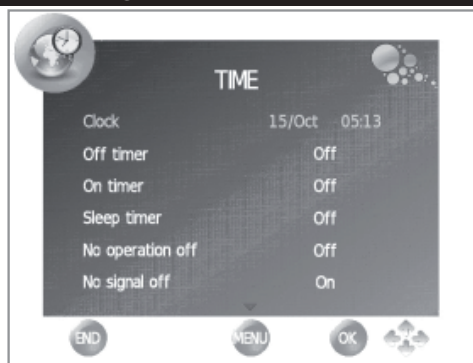 TIME
Clock 15/Oct 05:13
Off timer Off
On timer Off
Sleep timer Off
No operation off Off
No signal off On
END MENU OK